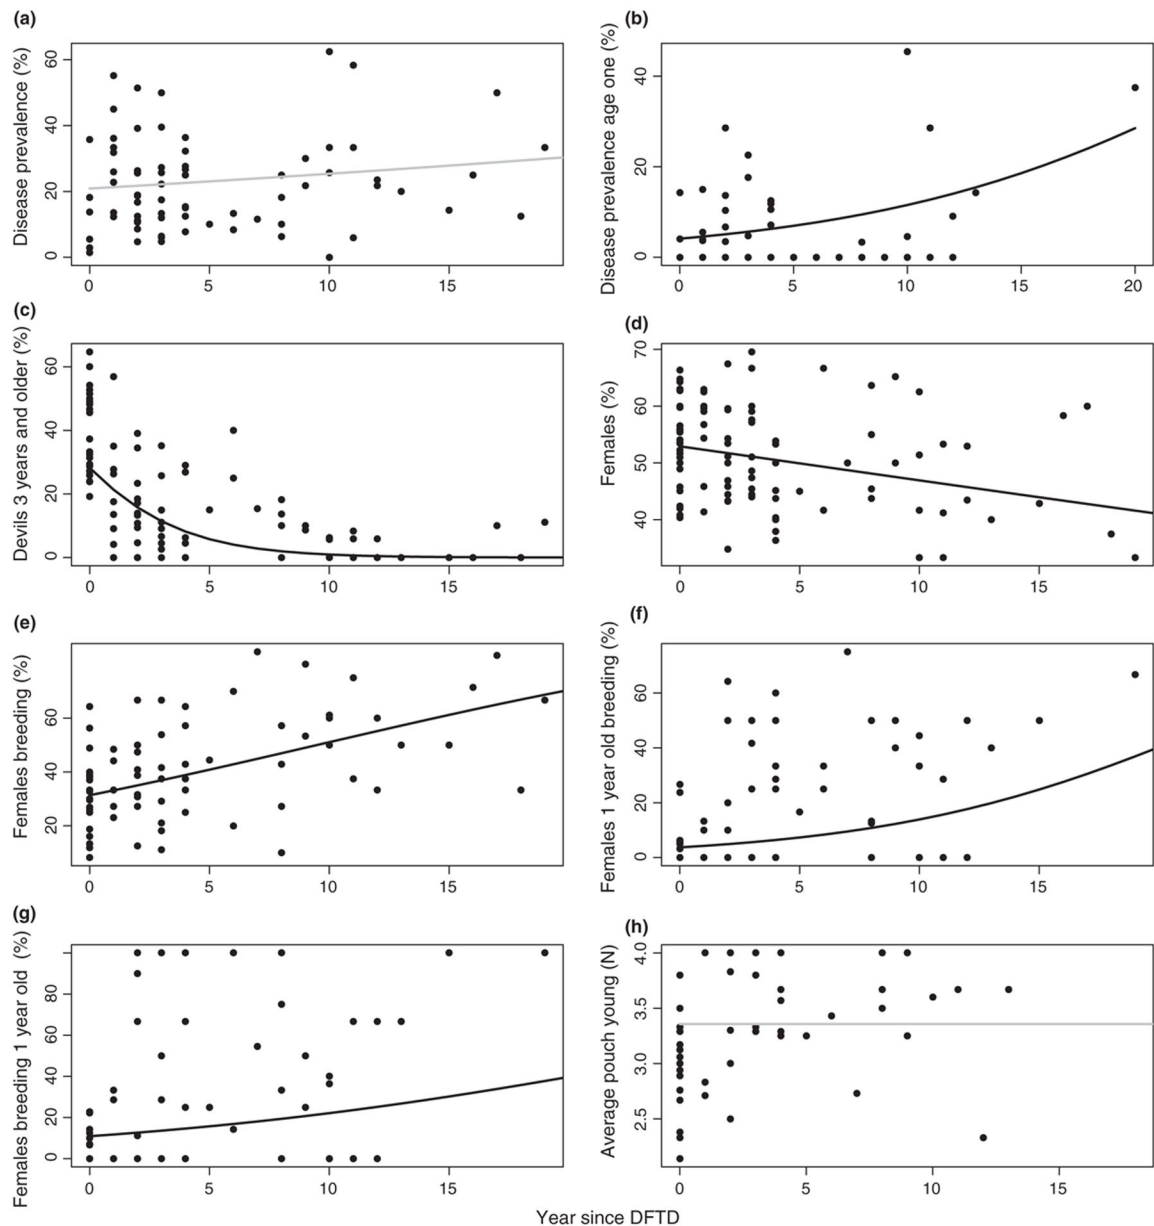 (a)
Disease prevalence (%)
0 20 40 60
0 5 10 15
(b)
Disease prevalence age one (%)
0 20 40
0 5 10 15 20
(c)
Devils 3 years and older (%)
0 20 40 60
0 5 10 15
(d)
Females (%)
40 50 60 70
0 5 10 15
(e)
Females breeding (%)
20 40 60
0 5 10 15
(f)
Females 1 year old breeding (%)
0 20 40 60
0 5 10 15
(g)
Females breeding 1 year old (%)
0 20 40 60 80
0 5 10 15
(h)
Average pouch young (N)
2.5 3.0 3.5 4.0
0 5 10 15
Year since DFTD